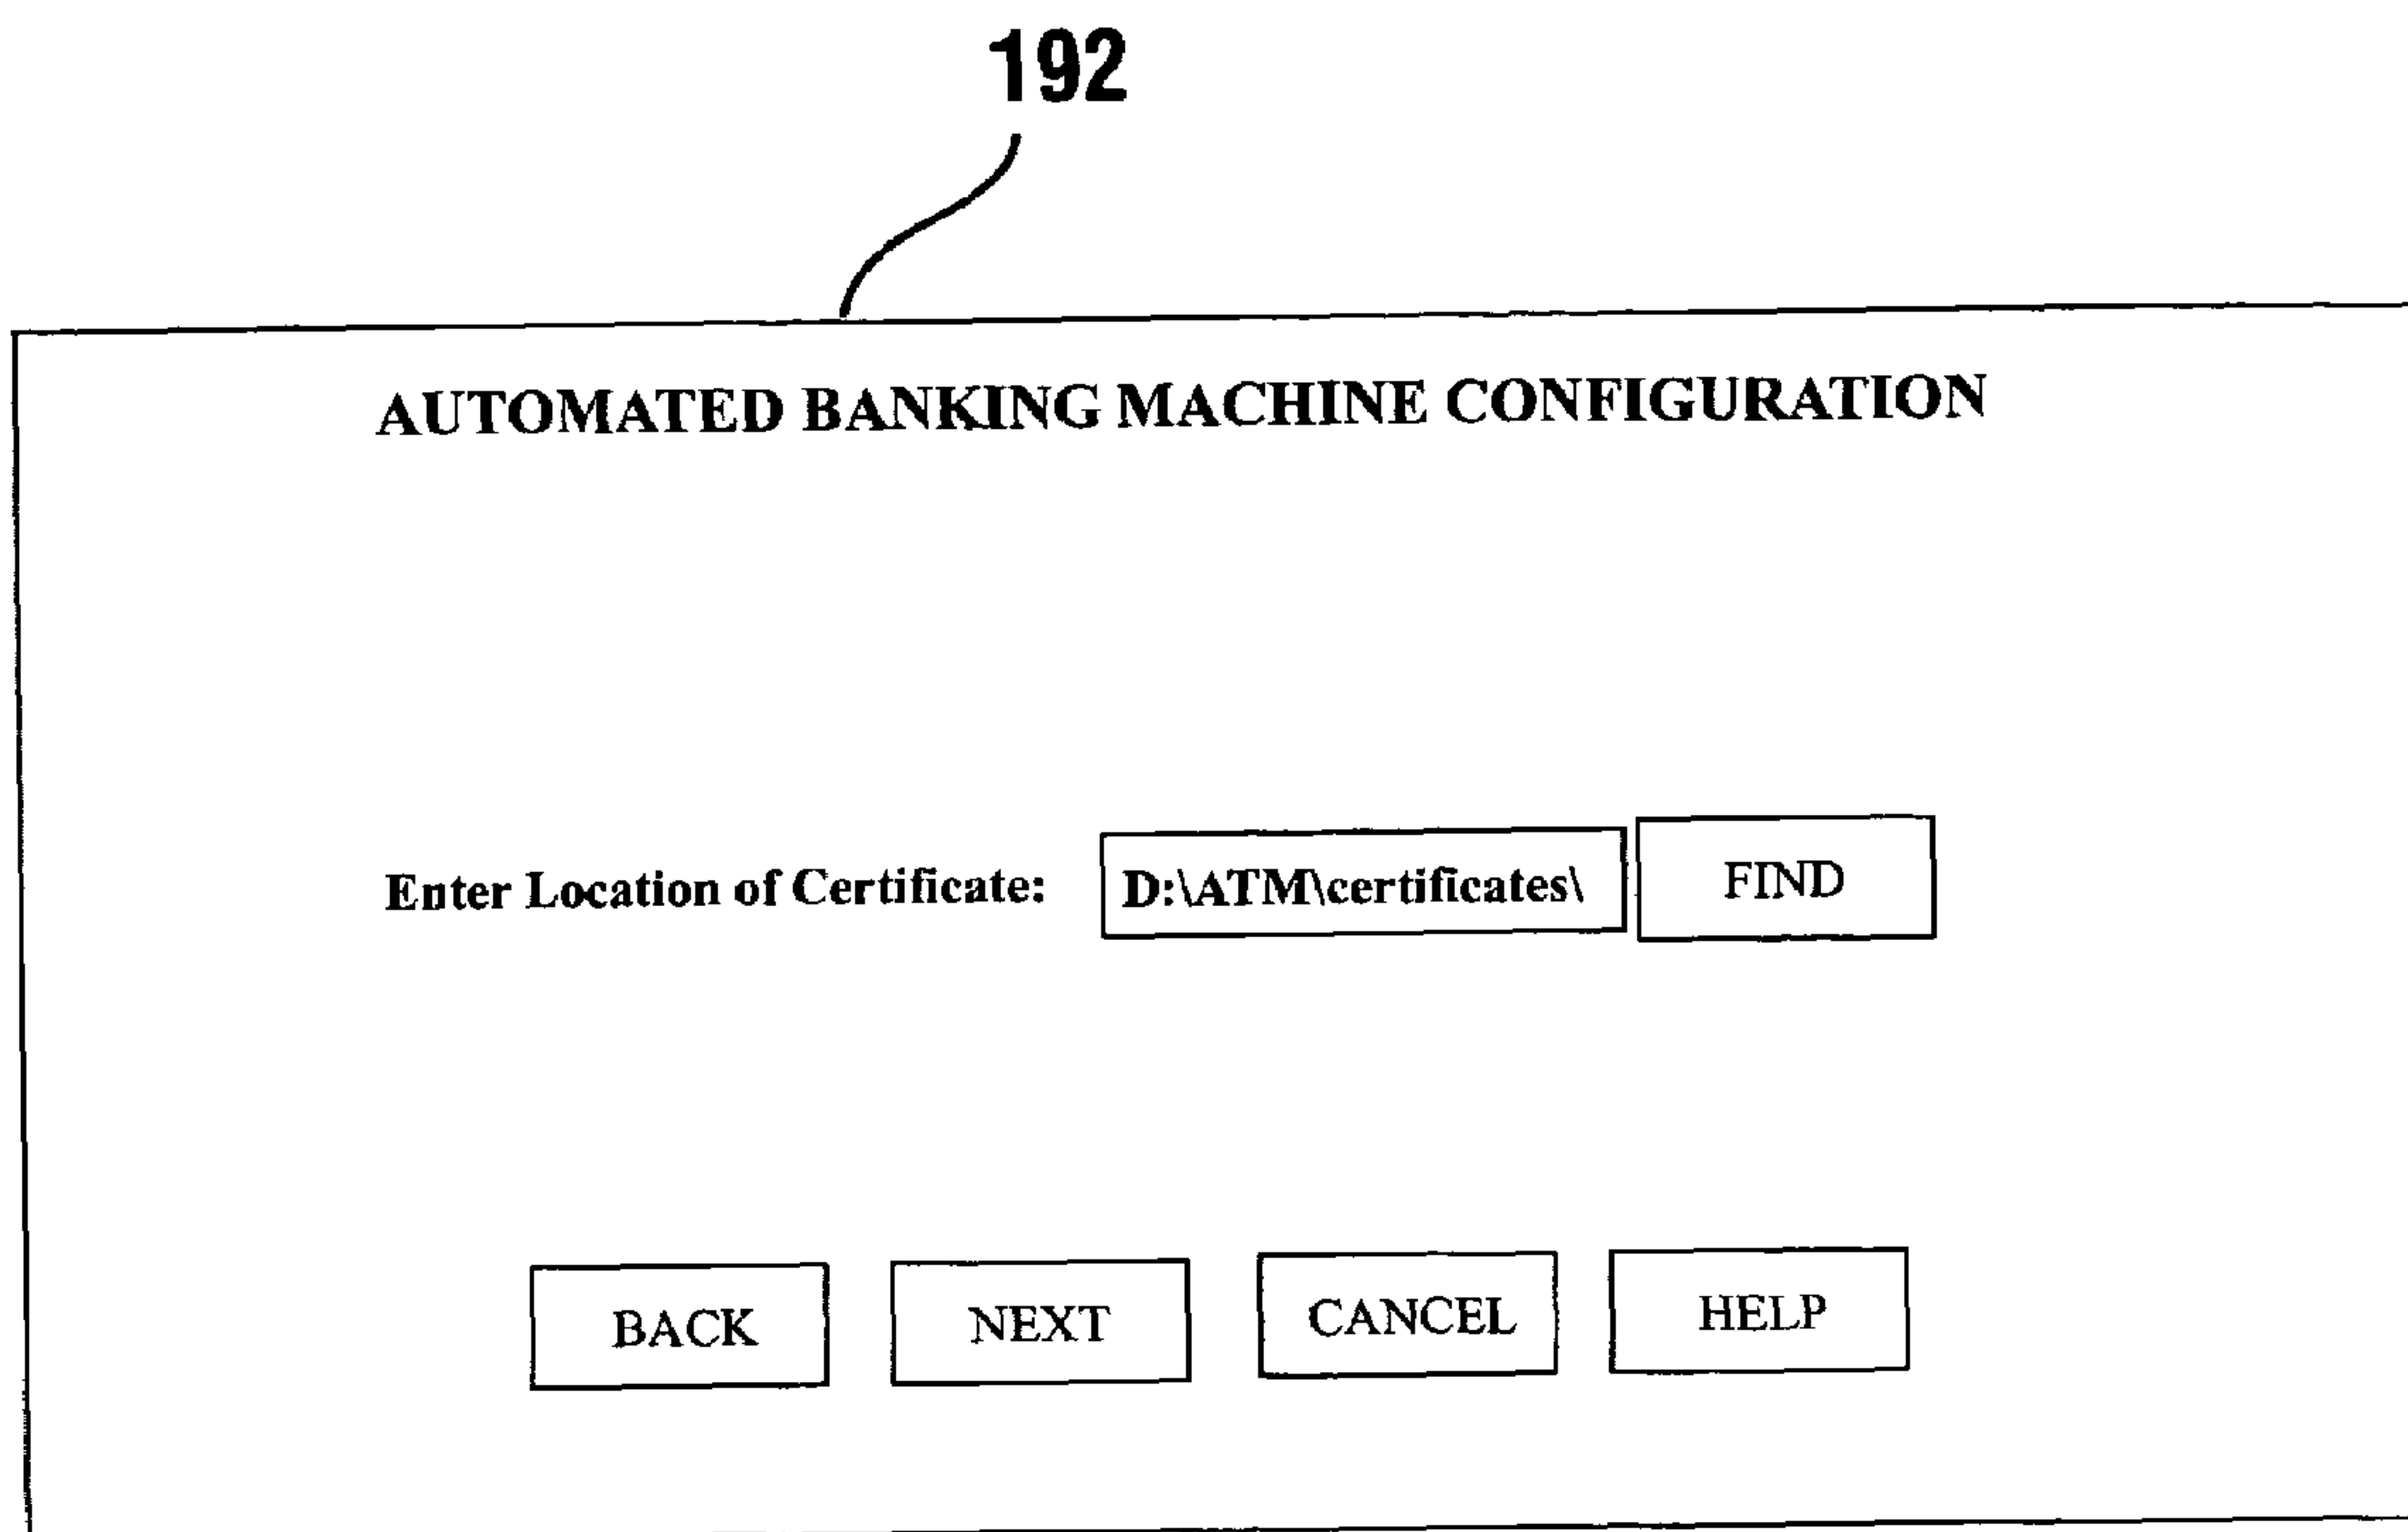 192
AUTOMATED BANKING MACHINE CONFIGURATION
Enter Location of Certificate: D:\ATM\certificates\ FIND
BACK NEXT CANCEL HELP